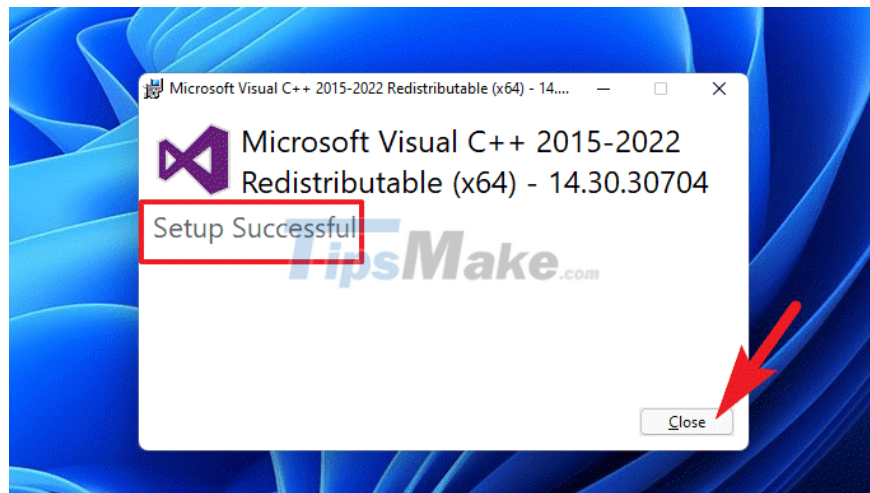 Microsoft Visual C++ 2015-2022 Redistributable (x64) - 14....
Microsoft Visual C++ 2015-2022
Redistributable (x64) - 14.30.30704
Setup Successful
TipsMake.com
Close